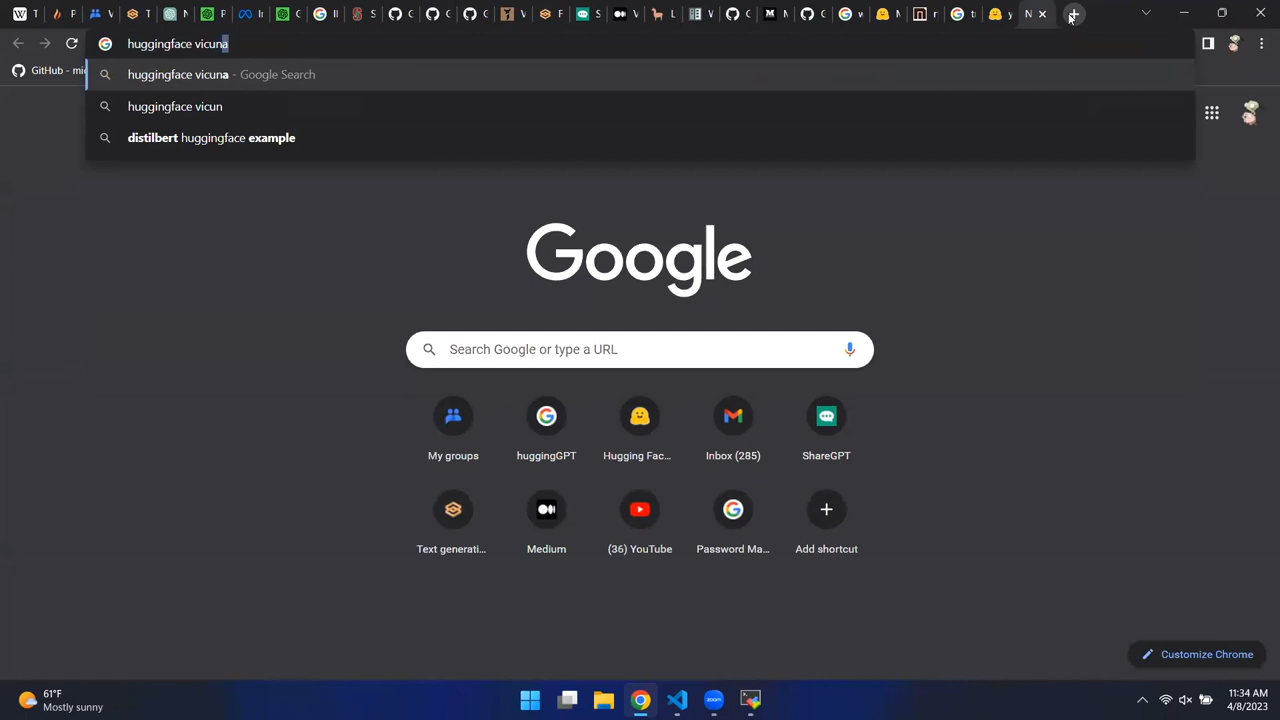 huggingface vicuna
GitHub - mi
huggingface vicuna - Google Search
huggingface vicun
distilbert huggingface example
Google
Search Google or type a URL
My groups
huggingGPT
Hugging Fac...
Inbox (285)
ShareGPT
Text generati...
Medium
(36) YouTube
Password Ma...
Add shortcut
Customize Chrome
61°F
Mostly sunny
zoom
11:34 AM
4/8/2023